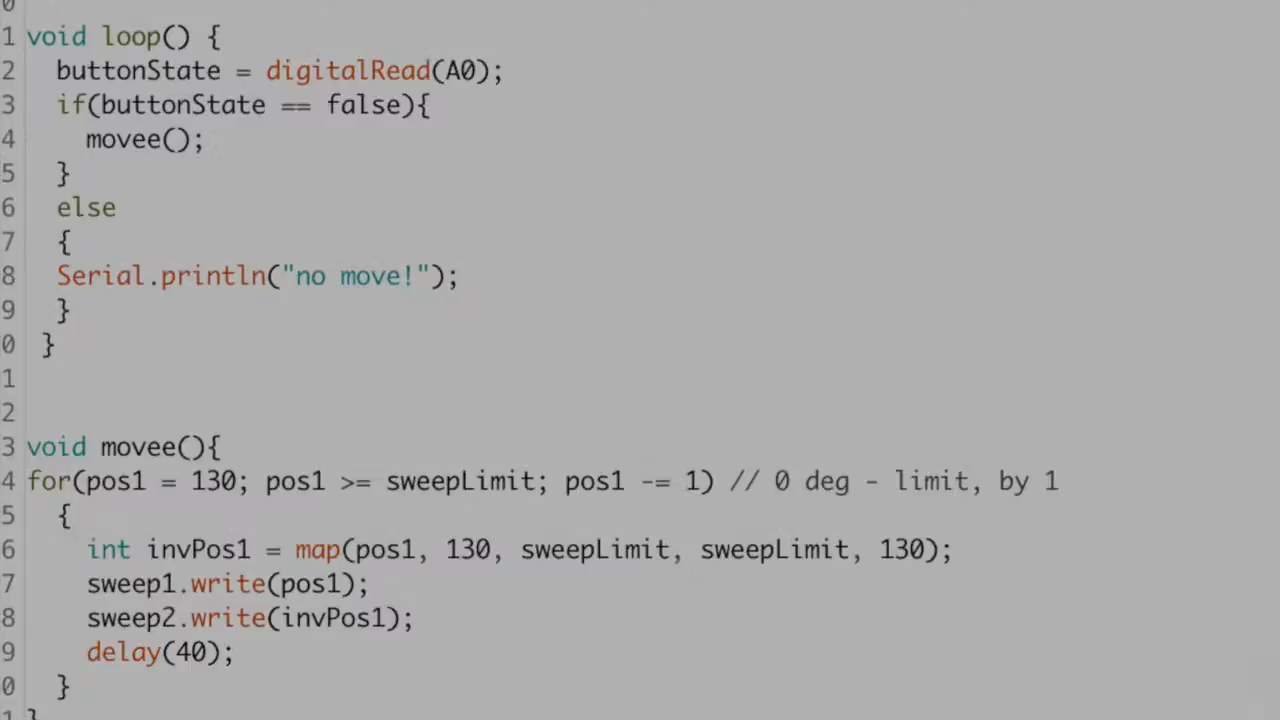 0
1 void loop() {
2 buttonState = digitalRead(A0);
3 if(buttonState == false){
4 movee();
5 }
6 else
7 {
8 Serial.println("no move!");
9 }
0 }
1
2
3 void movee(){
4 for(pos1 = 130; pos1 >= sweepLimit; pos1 -= 1) // 0 deg - limit, by 1
5 {
6 int invPos1 = map(pos1, 130, sweepLimit, sweepLimit, 130);
7 sweep1.write(pos1);
8 sweep2.write(invPos1);
9 delay(40);
0 }
1 }